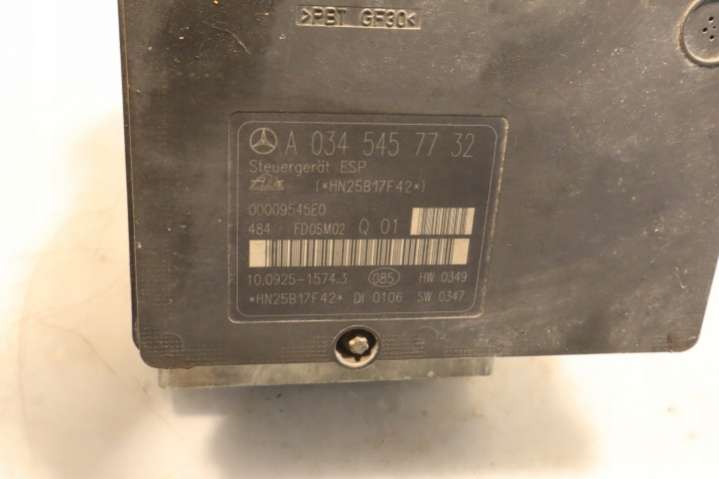 >PBT GF30<
A 034 545 77 32
Steuergerät ESP
(*HN25B17F42*)
00009545E0
484 FD05M02 Q 01
10.0925-1574.3 085 HW 0349
*HN25B17F42* DI 0106 SW 0347